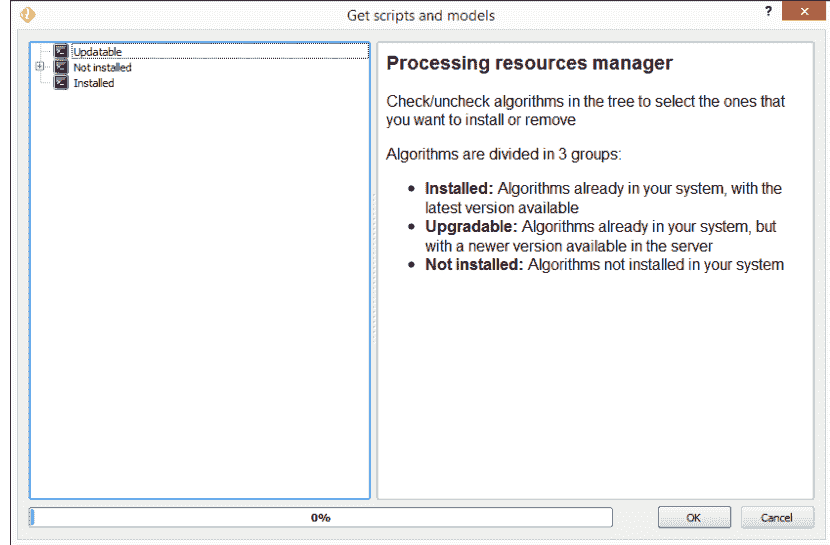 Get scripts and models
?
Updatable
Not installed
Installed
Processing resources manager
Check/uncheck algorithms in the tree to select the ones that
you want to install or remove
Algorithms are divided in 3 groups:
• Installed: Algorithms already in your system, with the
latest version available
• Upgradable: Algorithms already in your system, but
with a newer version available in the server
• Not installed: Algorithms not installed in your system
0%
OK
Cancel